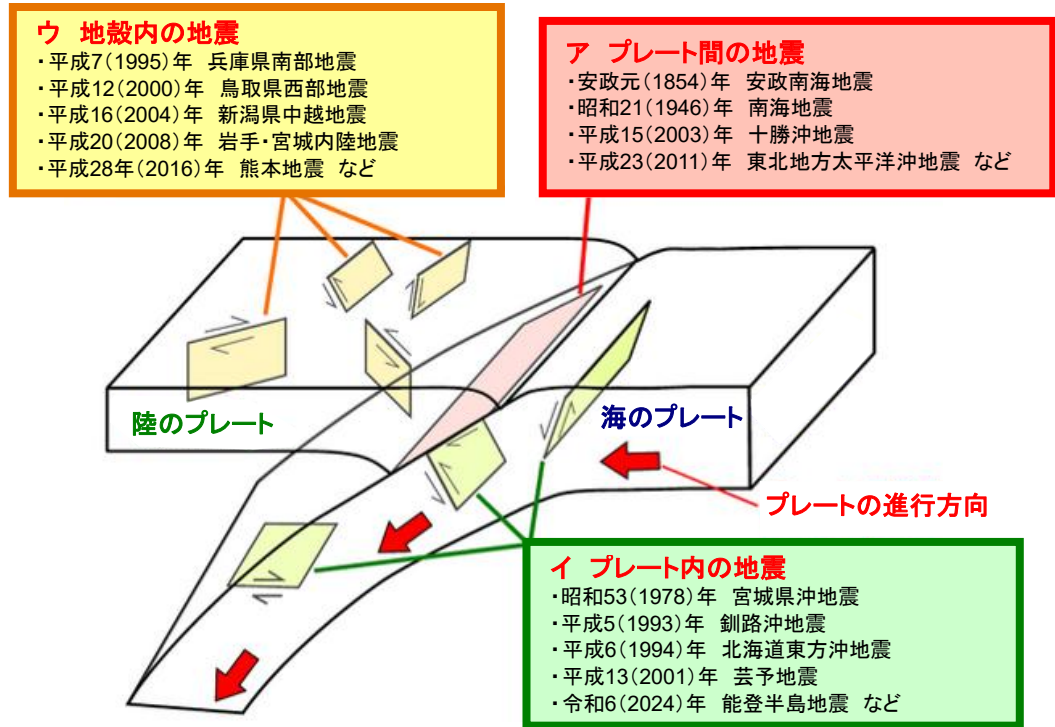 ウ 地殻内の地震
・平成7(1995)年 兵庫県南部地震
・平成12(2000)年 鳥取県西部地震
・平成16(2004)年 新潟県中越地震
・平成20(2008)年 岩手・宮城内陸地震
・平成28年(2016)年 熊本地震 など
ア プレート間の地震
・安政元(1854)年 安政南海地震
・昭和21(1946)年 南海地震
・平成15(2003)年 十勝沖地震
・平成23(2011)年 東北地方太平洋沖地震 など
陸のプレート
海のプレート
プレートの進行方向
イ プレート内の地震
・昭和53(1978)年 宮城県沖地震
・平成5(1993)年 釧路沖地震
・平成6(1994)年 北海道東方沖地震
・平成13(2001)年 芸予地震
・令和6(2024)年 能登半島地震 など